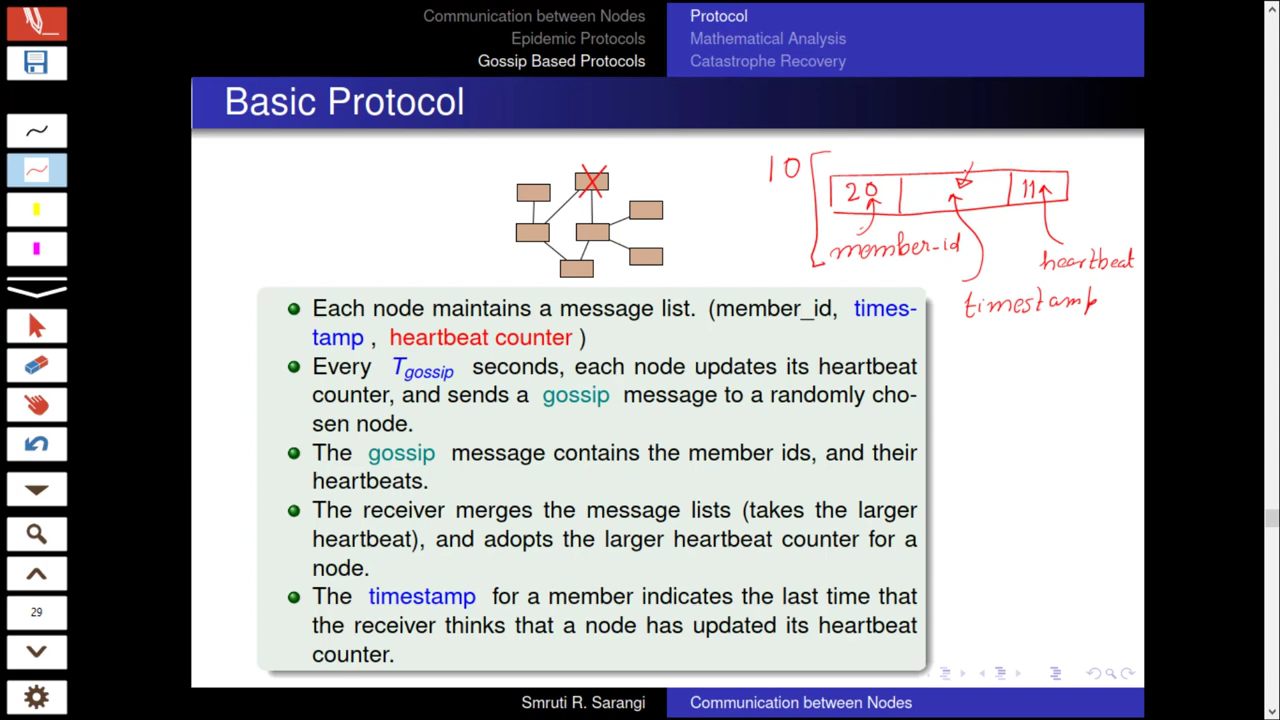 Communication between Nodes
Epidemic Protocols
Gossip Based Protocols
Protocol
Mathematical Analysis
Catastrophe Recovery
Basic Protocol
10
20
11
member-id
heartbeat
timestamp
Each node maintains a message list. (member_id, times-
tamp , heartbeat counter )
Every Tgossip seconds, each node updates its heartbeat
counter, and sends a gossip message to a randomly cho-
sen node.
The gossip message contains the member ids, and their
heartbeats.
The receiver merges the message lists (takes the larger
heartbeat), and adopts the larger heartbeat counter for a
node.
The timestamp for a member indicates the last time that
the receiver thinks that a node has updated its heartbeat
counter.
29
Smruti R. Sarangi
Communication between Nodes